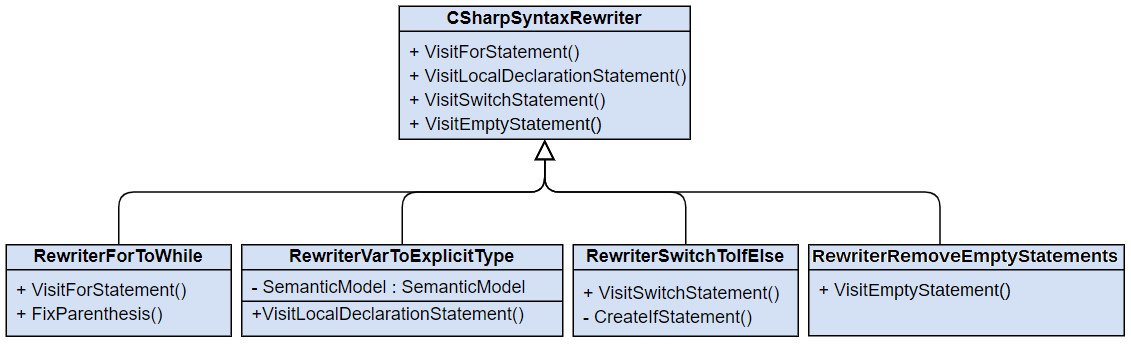 CSharpSyntaxRewriter
+ VisitForStatement()
+ VisitLocalDeclarationStatement()
+ VisitSwitchStatement()
+ VisitEmptyStatement()
RewriterForToWhile
+ VisitForStatement()
+ FixParenthesis()
RewriterVarToExplicitType
- SemanticModel : SemanticModel
+VisitLocalDeclarationStatement()
RewriterSwitchToIfElse
+ VisitSwitchStatement()
- CreateIfStatement()
RewriterRemoveEmptyStatements
+ VisitEmptyStatement()